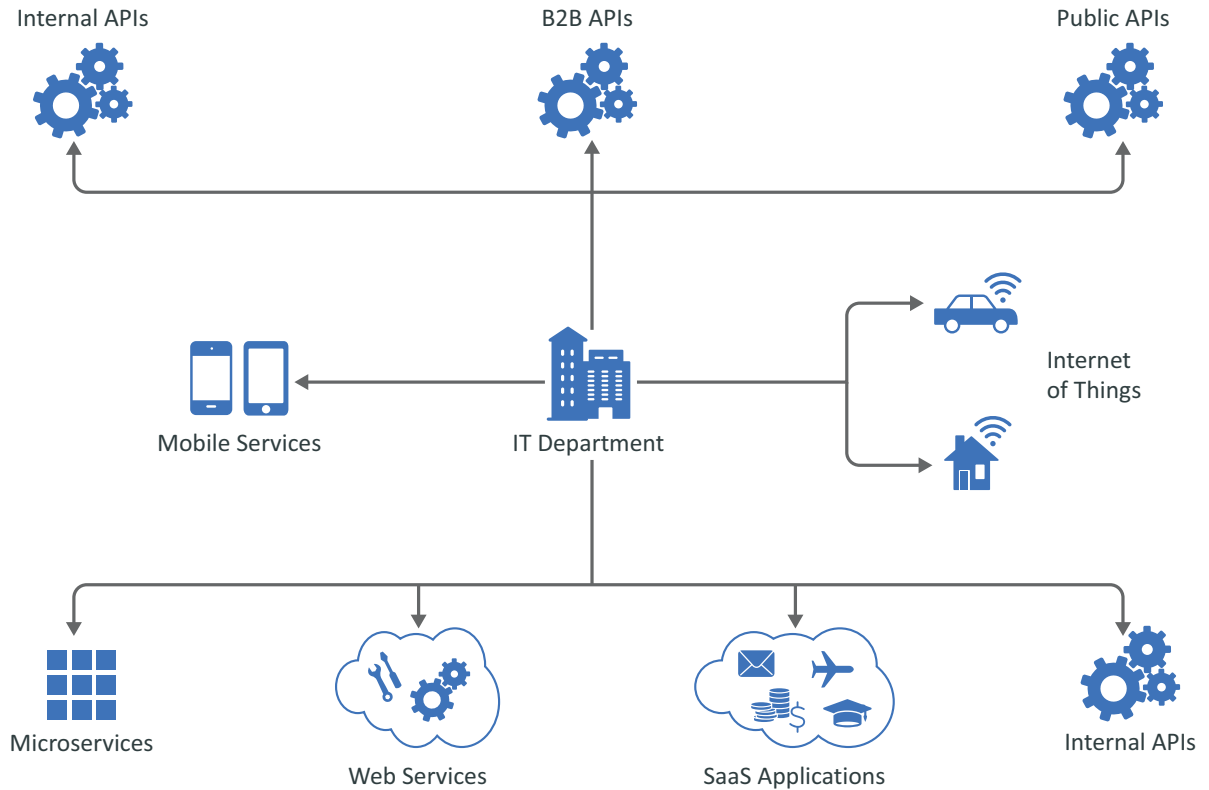 Internal APIs
B2B APIs
Public APIs
Internet
of Things
Mobile Services
IT Department
$
Microservices
Web Services
SaaS Applications
Internal APIs